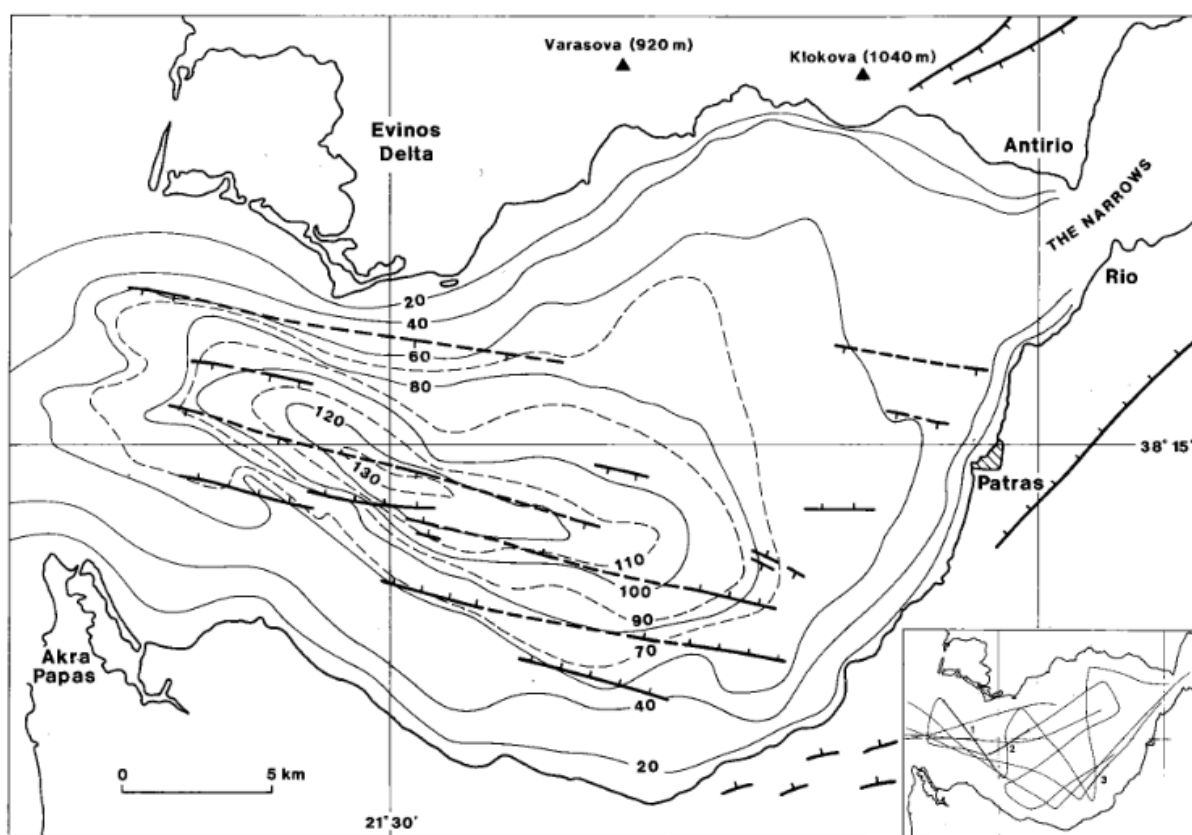 Varasova (920 m)
Klokova (1040 m)
Evinos
Delta
Antirio
THE NARROWS
Rio
20
40
60
80
120
130
38° 15'
Patras
110
100
90
70
40
20
Akra
Papas
0
5 km
21° 30'
1
2
3